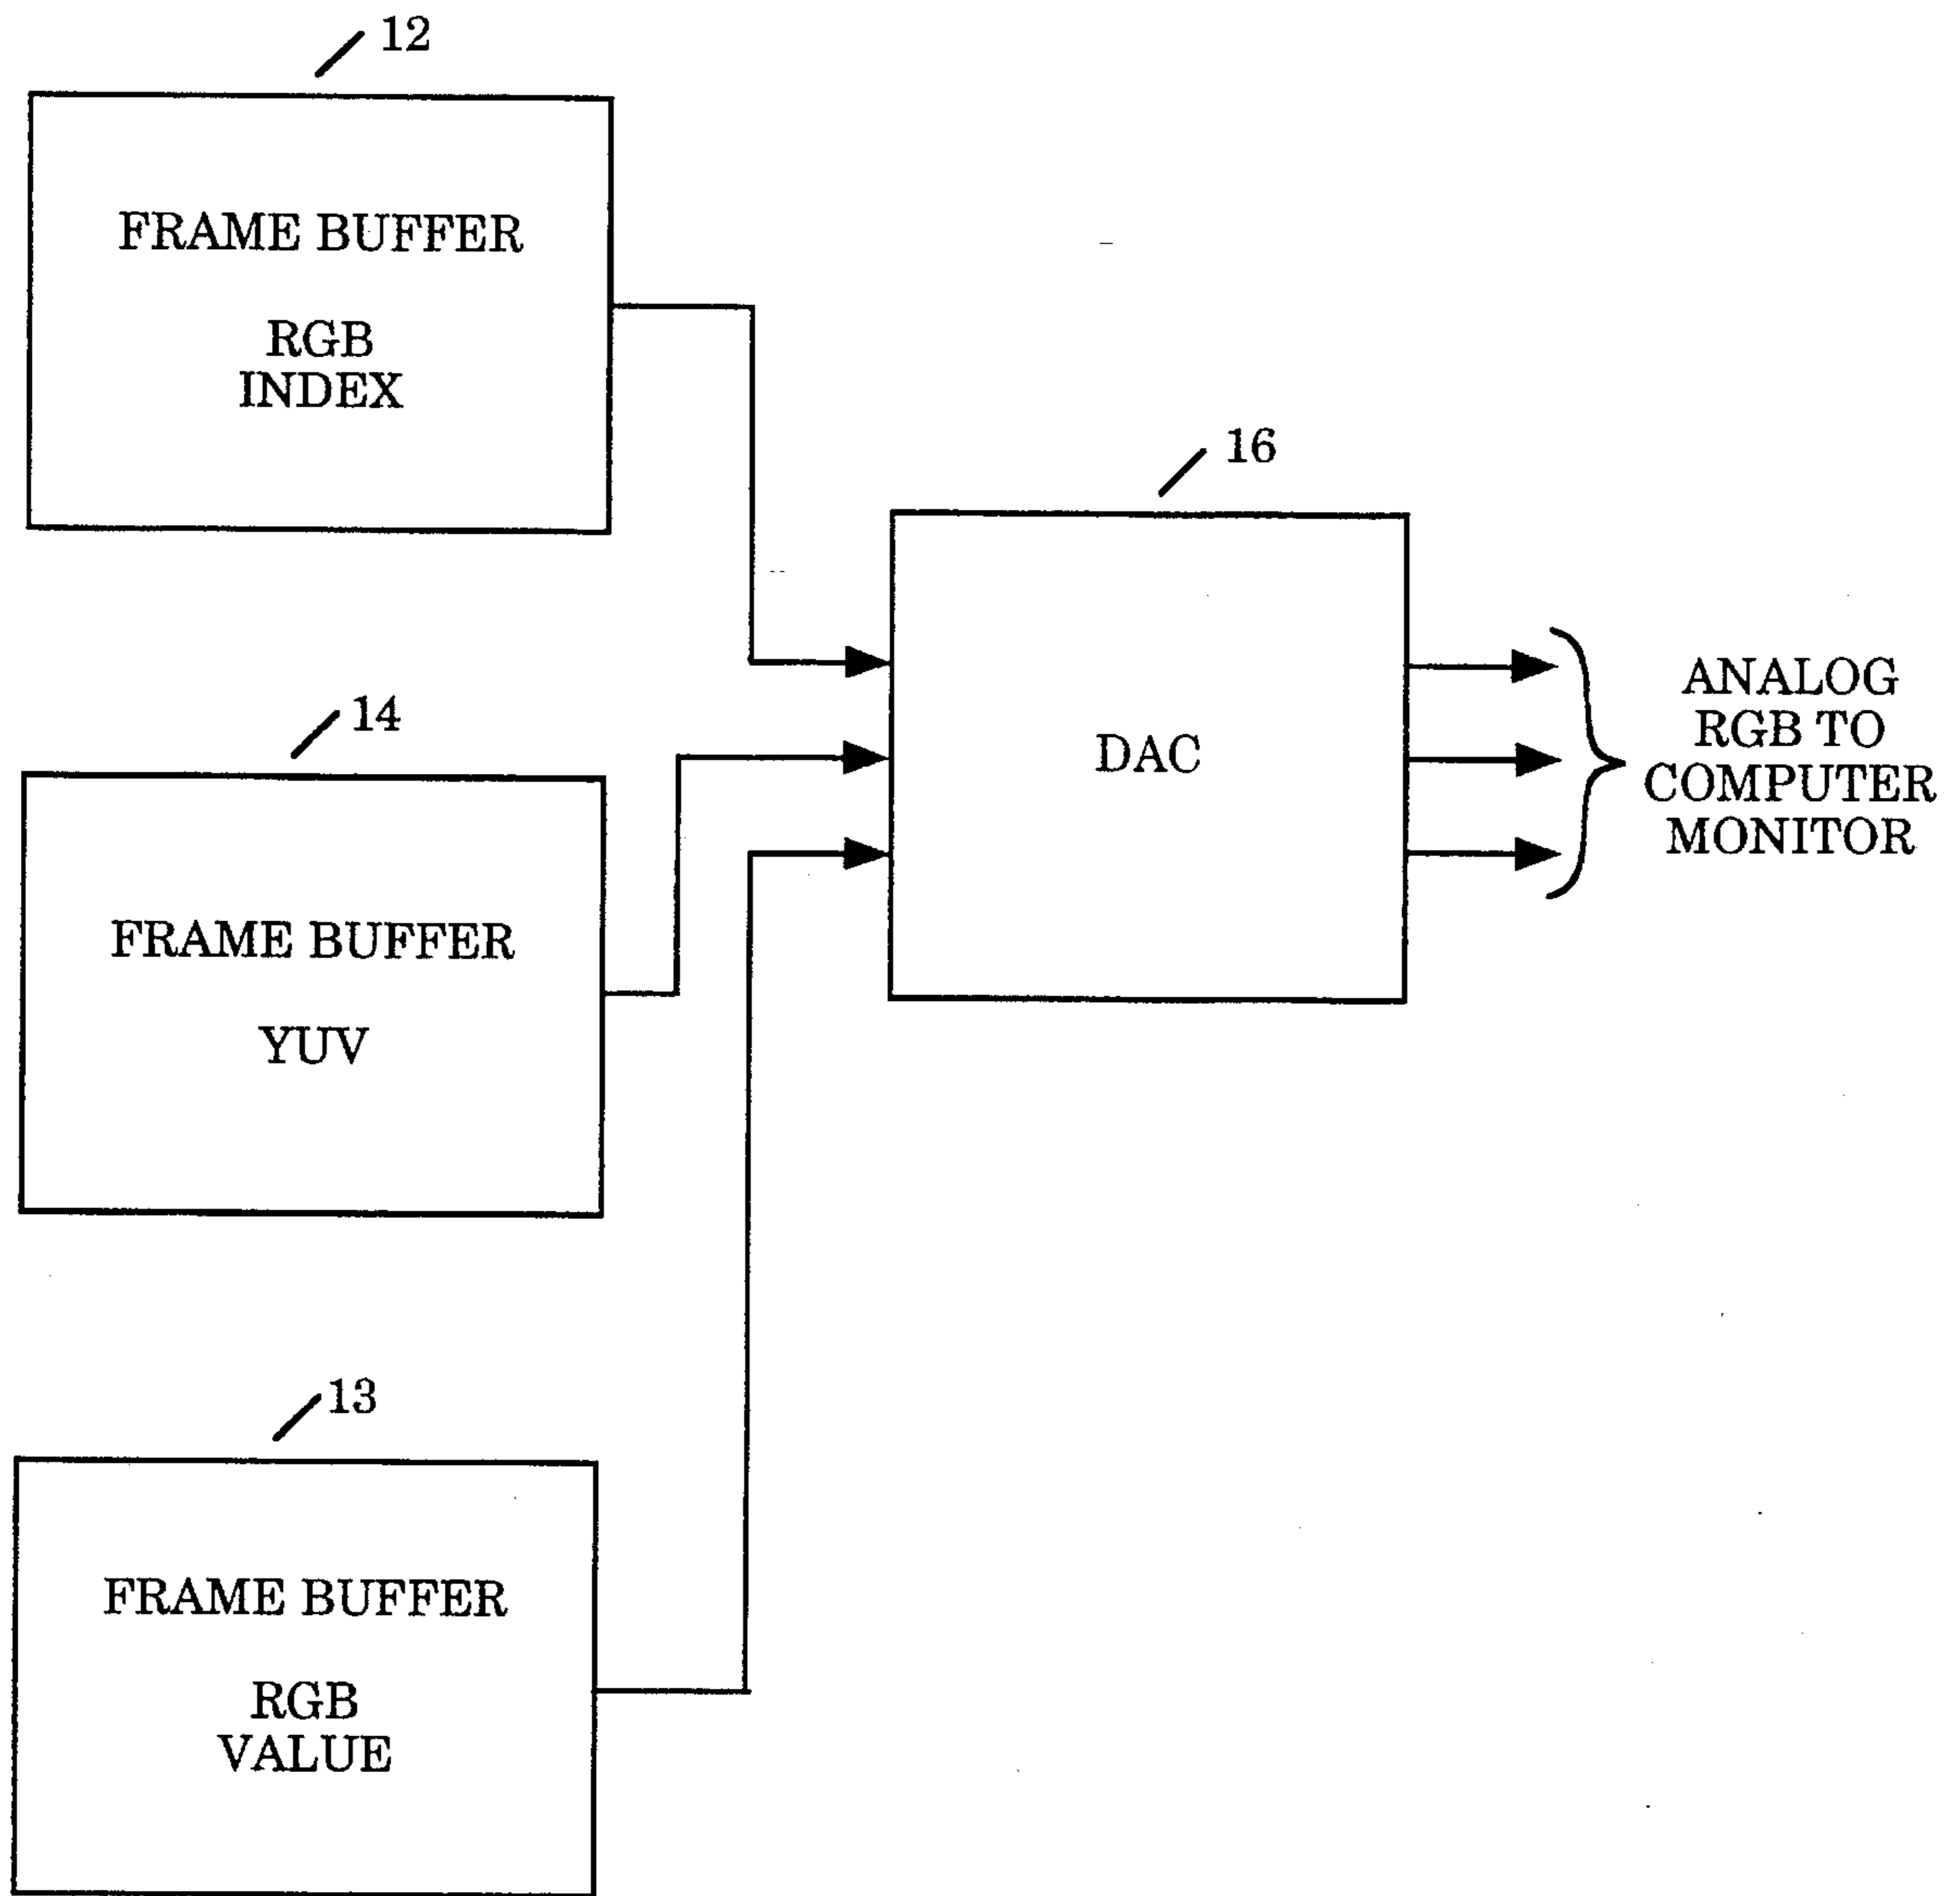 12
FRAME BUFFER
RGB
INDEX
16
DAC
ANALOG
RGB TO
COMPUTER
MONITOR
14
FRAME BUFFER
YUV
13
FRAME BUFFER
RGB
VALUE